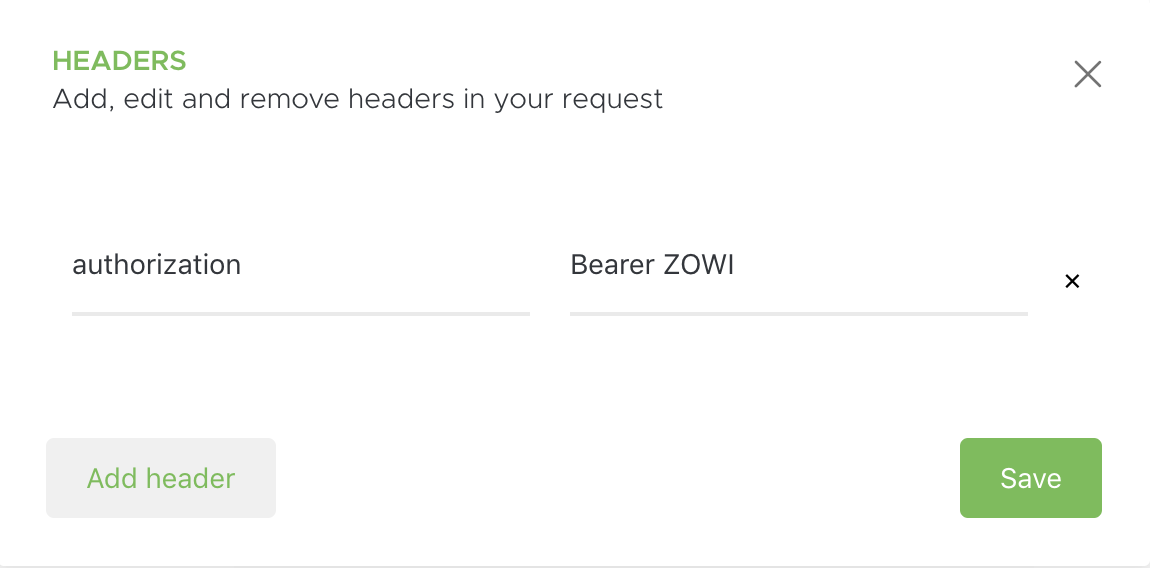 HEADERS
Add, edit and remove headers in your request
authorization
Bearer ZOWI
Add header
Save